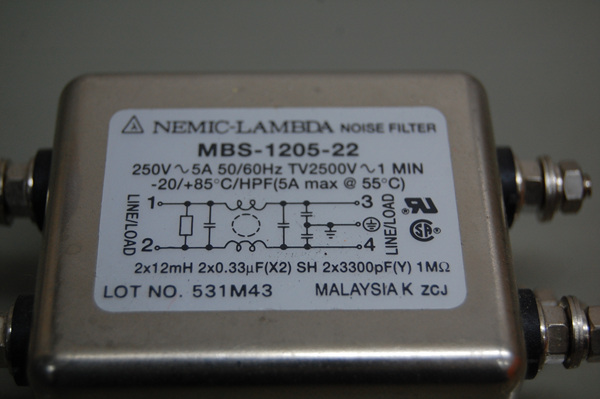 NEMIC-LAMBDA NOISE FILTER
MBS-1205-22
250V～5A 50/60Hz TV2500V～1 MIN
-20/+85°C/HPF(5A max @ 55°C)
LINE/LOAD
1
2
3
4
LINE/LOAD
RU
SA
2x12mH 2x0.33μF(X2) SH 2x3300pF(Y) 1MΩ
LOT NO. 531M43 MALAYSIA K ZCJ